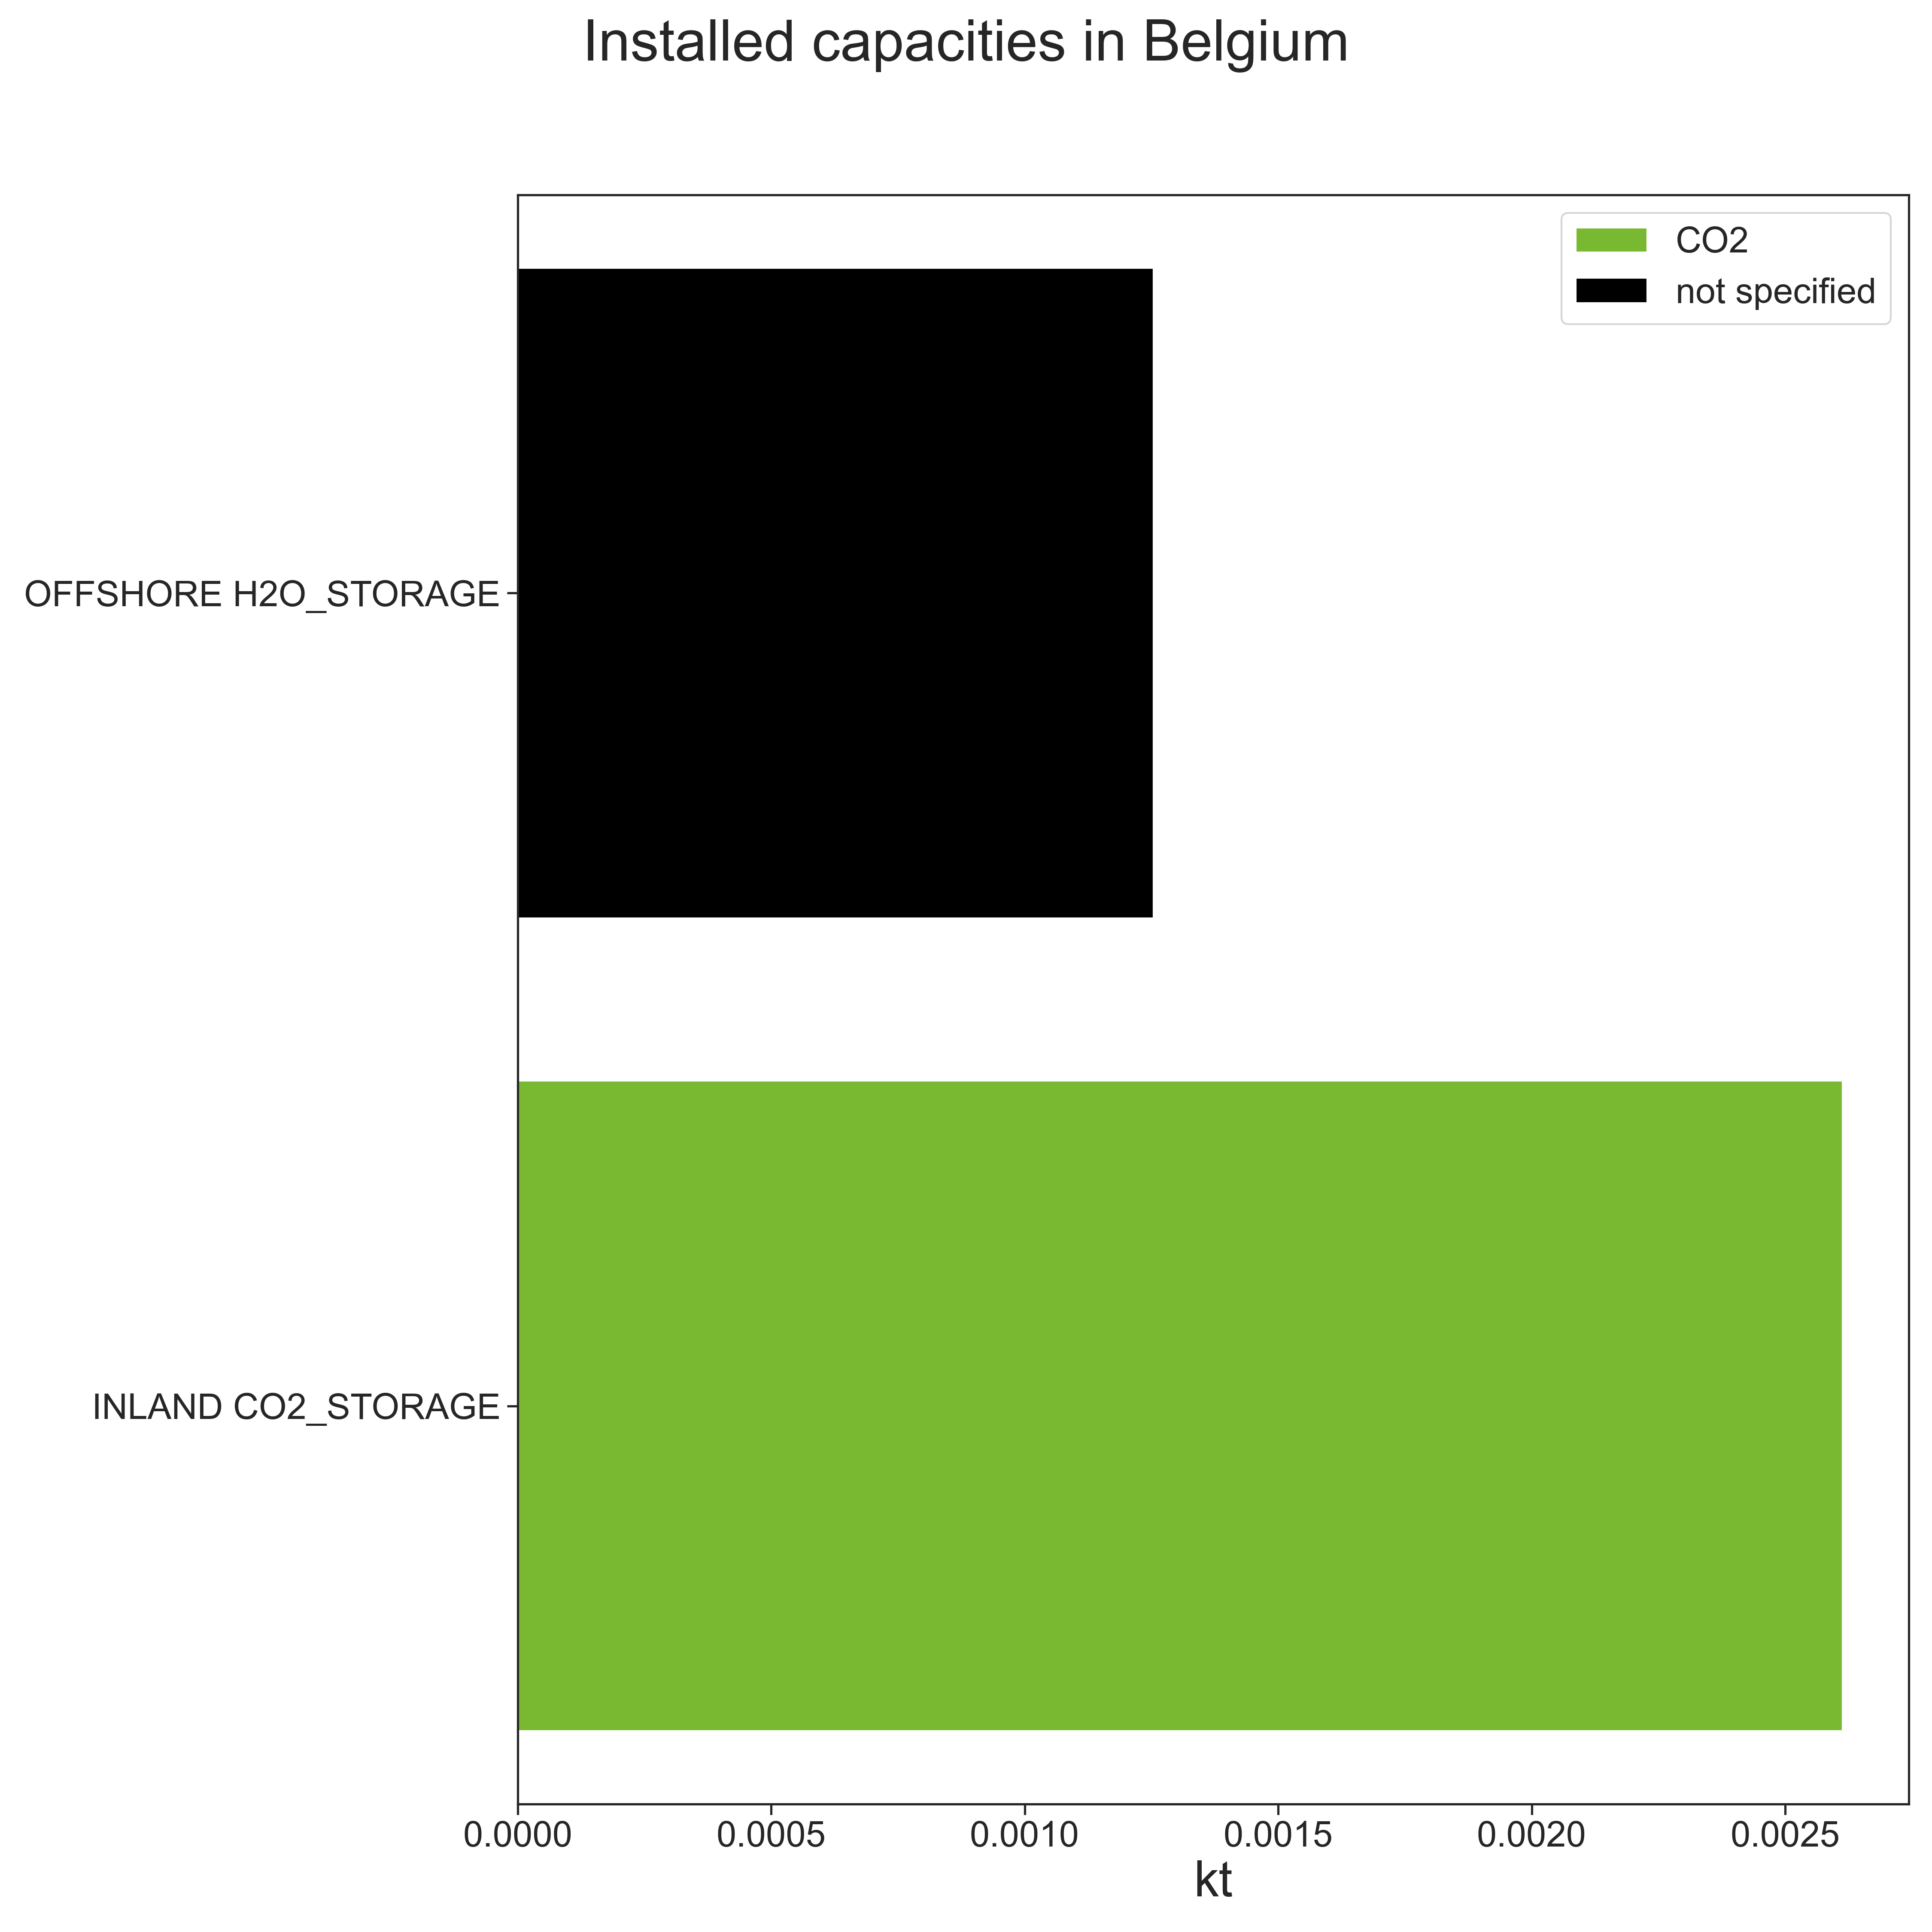 Installed capacities in Belgium
CO2
not specified
OFFSHORE H2O_STORAGE
INLAND CO2_STORAGE
0.0000 0.0005 0.0010 0.0015 0.0020 0.0025
kt